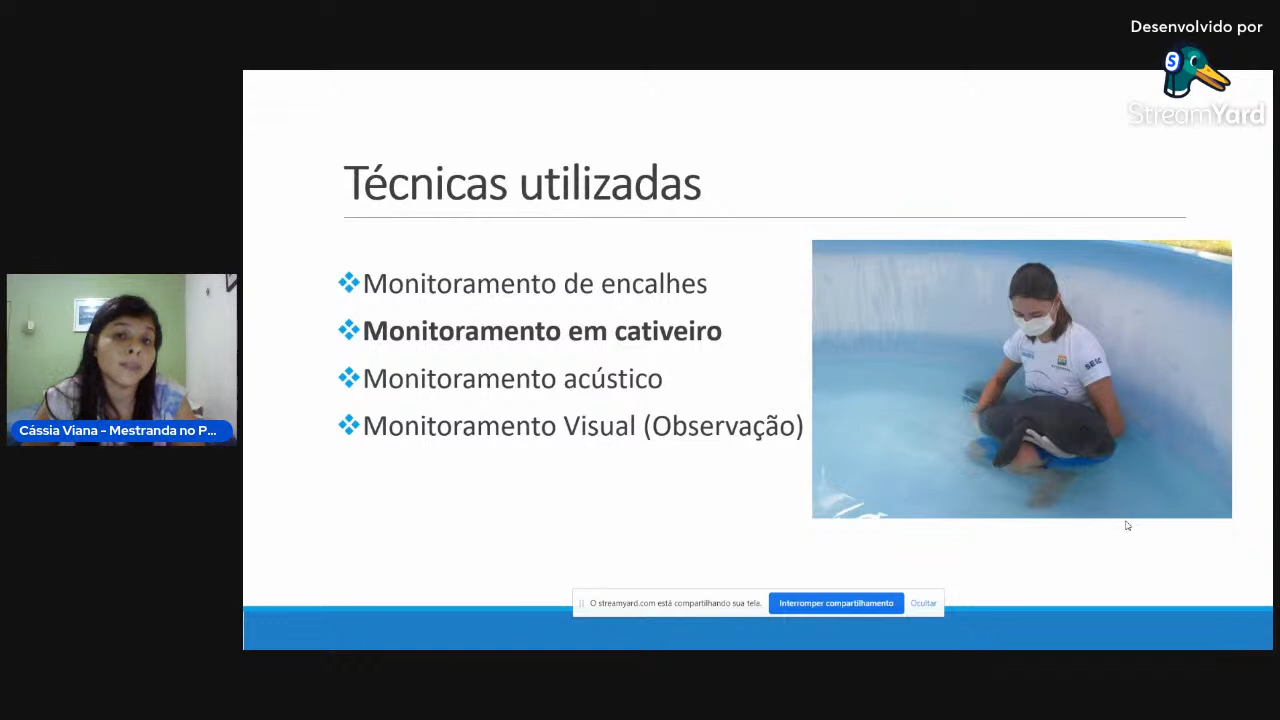 Desenvolvido por
S
StreamYard
Técnicas utilizadas
Monitoramento de encalhes
Monitoramento em cativeiro
Monitoramento acústico
Monitoramento Visual (Observação)
SESC
Cássia Viana - Mestranda no P...
O streamyard.com está compartilhando sua tela.
Interromper compartilhamento
Ocultar